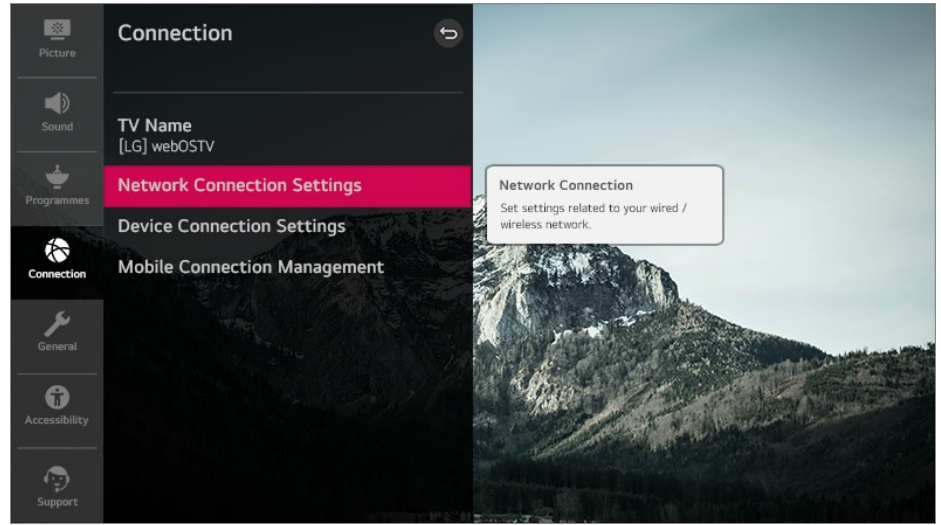 Picture
Sound
Programmes
Connection
General
Accessibility
Support
Connection
TV Name
[LG] webOSTV
Network Connection Settings
Device Connection Settings
Mobile Connection Management
Network Connection
Set settings related to your wired /
wireless network.